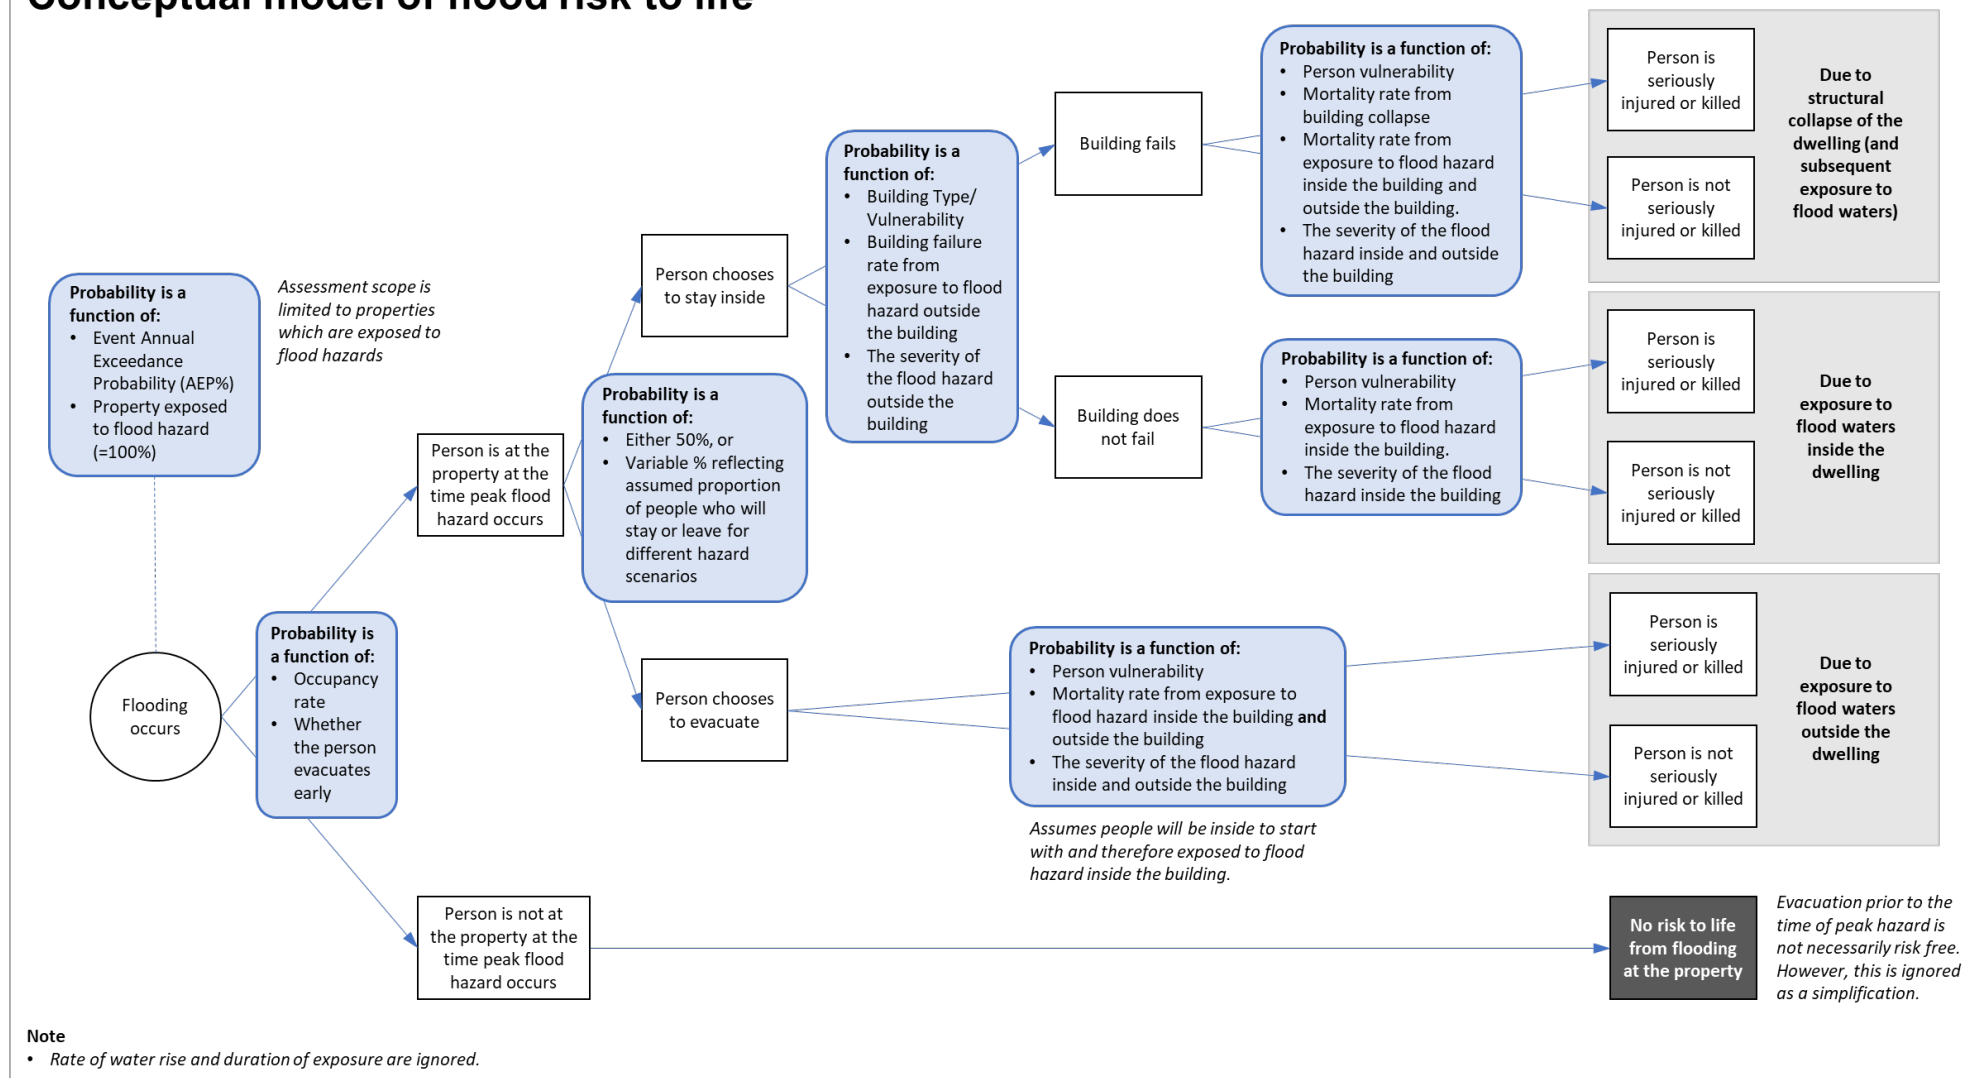 Conceptual model of flood risk to life
Probability is a
function of:
• Event Annual
Exceedance
Probability (AEP%)
• Property exposed
to flood hazard
(=100%)
Assessment scope is
limited to properties
which are exposed to
flood hazards
Flooding
occurs
Probability is
a function of:
• Occupancy
rate
• Whether
the person
evacuates
early
Person is at the
property at the
time peak flood
hazard occurs
Person is not at
the property at the
time peak flood
hazard occurs
Probability is a
function of:
• Either 50%, or
• Variable % reflecting
assumed proportion
of people who will
stay or leave for
different hazard
scenarios
Person chooses
to stay inside
Person chooses
to evacuate
Probability is a
function of:
• Building Type/
Vulnerability
• Building failure
rate from
exposure to flood
hazard outside
the building
• The severity of
the flood hazard
outside the
building
Building fails
Building does
not fail
Probability is a function of:
• Person vulnerability
• Mortality rate from
building collapse
• Mortality rate from
exposure to flood hazard
inside the building and
outside the building.
• The severity of the flood
hazard inside and outside
the building
Probability is a function of:
• Person vulnerability
• Mortality rate from
exposure to flood hazard
inside the building.
• The severity of the flood
hazard inside the building
Probability is a function of:
• Person vulnerability
• Mortality rate from exposure to
flood hazard inside the building and
outside the building
• The severity of the flood hazard
inside and outside the building
Assumes people will be inside to start
with and therefore exposed to flood
hazard inside the building.
Person is
seriously
injured or killed
Person is not
seriously
injured or killed
Due to
structural
collapse of the
dwelling (and
subsequent
exposure to
flood waters)
Person is
seriously
injured or killed
Person is not
seriously
injured or killed
Due to
exposure to
flood waters
inside the
dwelling
Person is
seriously
injured or killed
Person is not
seriously
injured or killed
Due to
exposure to
flood waters
outside the
dwelling
No risk to life
from flooding
at the property
Evacuation prior to the
time of peak hazard is
not necessarily risk free.
However, this is ignored
as a simplification.
Note
• Rate of water rise and duration of exposure are ignored.